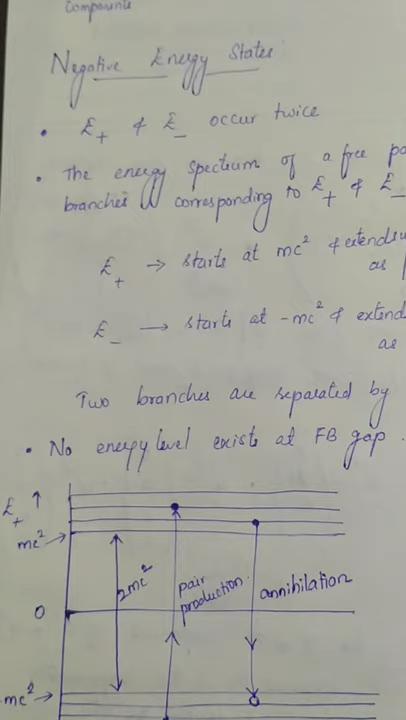 Components
Negative Energy States
• E₊ & E₋ occur twice
• The energy spectrum of a free
branches corresponding to E₊ & E₋
E₊ → starts at mc² & extends
as
E₋ → starts at -mc² & extend
as
Two branches are separated by
• No energy level exists at FB gap.
E₊ ↑
mc² →
2mc²
pair
production.
annihilation
0
mc² →